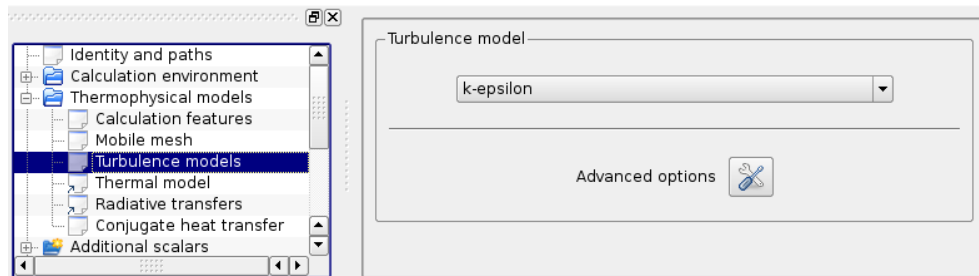 Identity and paths
Calculation environment
Thermophysical models
Calculation features
Mobile mesh
Turbulence models
Thermal model
Radiative transfers
Conjugate heat transfer
Additional scalars
Turbulence model
k-epsilon
Advanced options